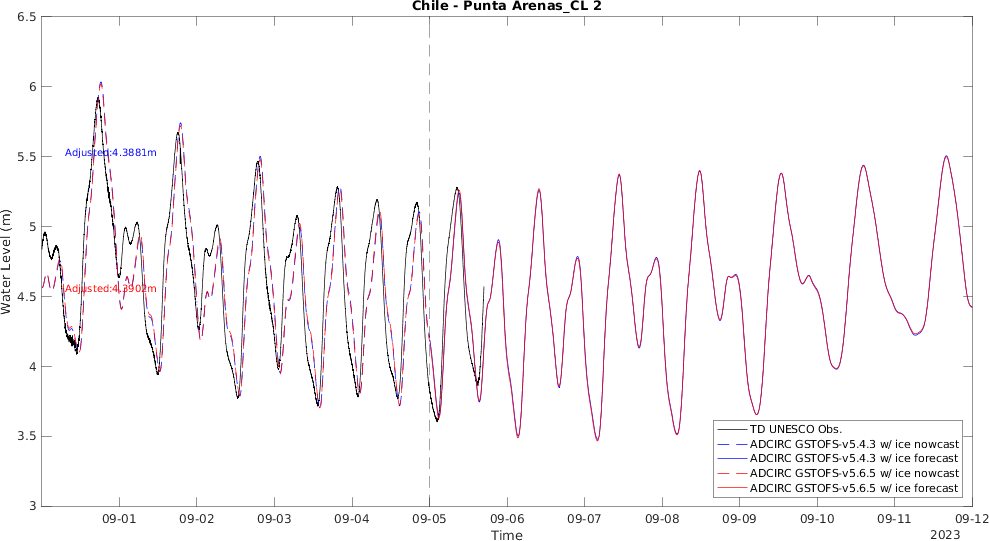 Chile - Punta Arenas_CL 2
6.5
6
5.5
5
4.5
4
3.5
3
Water Level (m)
Adjusted:4.3881m
Adjusted:4.3902m
TD UNESCO Obs.
ADCIRC GSTOFS-v5.4.3 w/ ice nowcast
ADCIRC GSTOFS-v5.4.3 w/ ice forecast
ADCIRC GSTOFS-v5.6.5 w/ ice nowcast
ADCIRC GSTOFS-v5.6.5 w/ ice forecast
09-01 09-02 09-03 09-04 09-05 09-06 09-07 09-08 09-09 09-10 09-11 09-12
Time
2023